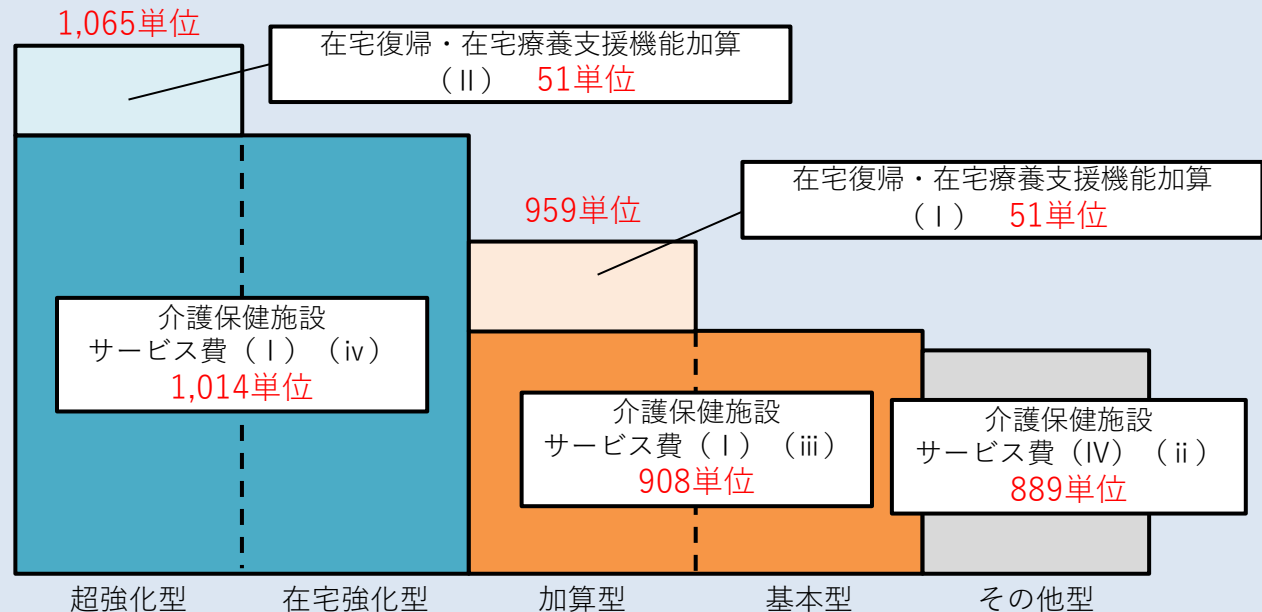 1,065単位
在宅復帰・在宅療養支援機能加算
（Ⅱ）　51単位
959単位
在宅復帰・在宅療養支援機能加算
（Ⅰ）　51単位
介護保健施設
サービス費（Ⅰ）（ⅳ）
1,014単位
介護保健施設
サービス費（Ⅰ）（ⅲ）
908単位
介護保健施設
サービス費（Ⅳ）（ⅱ）
889単位
超強化型　在宅強化型　加算型　基本型　その他型